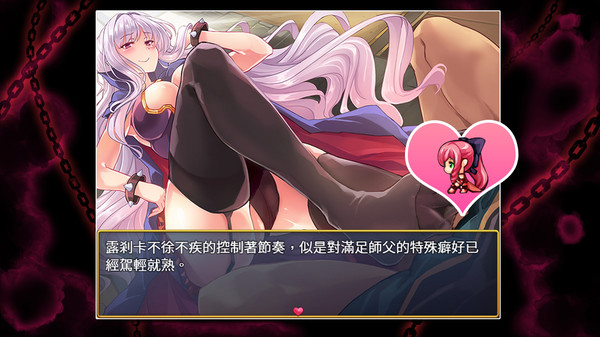 露剎卡不徐不疾的控制著節奏，似是對滿足師父的特殊癖好已
經駕輕就熟。